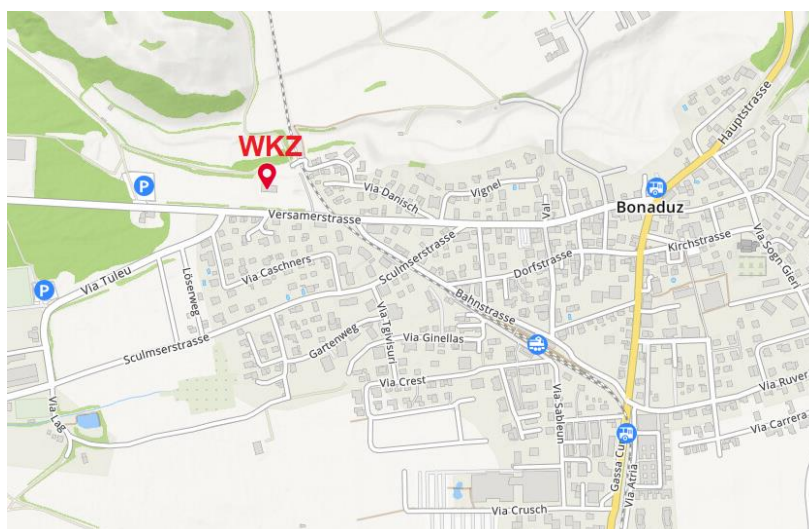 WKZ
P
Hauptstrasse
Via Danisch
Vignel
Bonaduz
Versamerstrasse
Val
Via
Kirchstrasse
Via Sogn Gieri
Via Tuleu
Löserweg
Via Caschners
Sculmserstrasse
Dorfstrasse
P
Bahnstrasse
Sculmserstrasse
Gartenweg
Via Tgivisuri
Via Ginellas
Via Crest
Via Sableun
Via Ruver
Via Lag
Via Carrera
Gassa Cu
Via Atria
Via Crusch